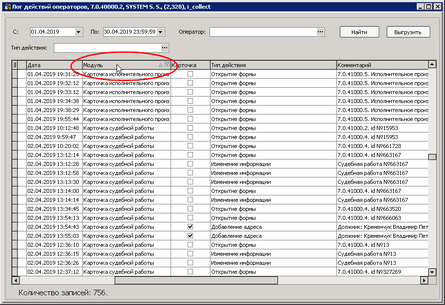 Лог действий операторов, 7.0.40000.2, SYSTEM S. S., (2,328), i_collect
С: 01.04.2019 По: 30.04.2019 23:59:59 Оператор: Найти Выгрузить
Тип действия:
Дата Модуль Карточка Тип действия Комментарий
01.04.2019 19:31:25 Карточка исполнительного произ Открытие формы 7.0.41000.5. Исполнительное прои
01.04.2019 19:32:12 Карточка исполнительного произ Открытие формы 7.0.41000.5. Исполнительное прои
01.04.2019 19:33:12 Карточка исполнительного произ Открытие формы 7.0.41000.5. Исполнительное прои
01.04.2019 19:34:38 Карточка исполнительного произ Открытие формы 7.0.41000.5. Исполнительное прои
01.04.2019 19:38:29 Карточка исполнительного произ Открытие формы 7.0.41000.5. Исполнительное прои
01.04.2019 19:55:44 Карточка исполнительного произ Открытие формы 7.0.41000.5. Исполнительное прои
01.04.2019 10:12:48 Карточка судебной работы Открытие формы 7.0.41000.2. id №15953
02.04.2019 9:59:47 Карточка судебной работы Открытие формы 7.0.41000.4. id №15953
02.04.2019 10:20:02 Карточка судебной работы Открытие формы 7.0.41000.4. id №661728
02.04.2019 13:12:14 Карточка судебной работы Открытие формы 7.0.41000.4. id №663167
02.04.2019 13:12:28 Карточка судебной работы Изменение информации Судебная работа №663167
02.04.2019 13:12:56 Карточка судебной работы Изменение информации Судебная работа №663167
02.04.2019 13:13:30 Карточка судебной работы Изменение информации Судебная работа №663167
02.04.2019 13:14:00 Карточка судебной работы Открытие формы 7.0.41000.4. id №663167
02.04.2019 13:14:14 Карточка судебной работы Изменение информации Судебная работа №663167
02.04.2019 13:34:45 Карточка судебной работы Открытие формы 7.0.41000.4. id №663520
02.04.2019 13:54:13 Карточка судебной работы Открытие формы 7.0.41000.4. id №666063
02.04.2019 13:54:43 Карточка судебной работы Добавление адреса Должник: Кременчук Владимир Пет
02.04.2019 13:55:03 Карточка судебной работы Добавление адреса Должник: Кременчук Владимир Пет
02.04.2019 12:36:10 Карточка судебной работы Открытие формы 7.0.41000.4. id №13
02.04.2019 12:36:15 Карточка судебной работы Изменение информации Судебная работа №13
02.04.2019 12:36:26 Карточка судебной работы Изменение информации Судебная работа №13
02.04.2019 12:37:12 Карточка судебной работы Открытие формы 7.0.41000.4. id №327269
Количество записей: 756.